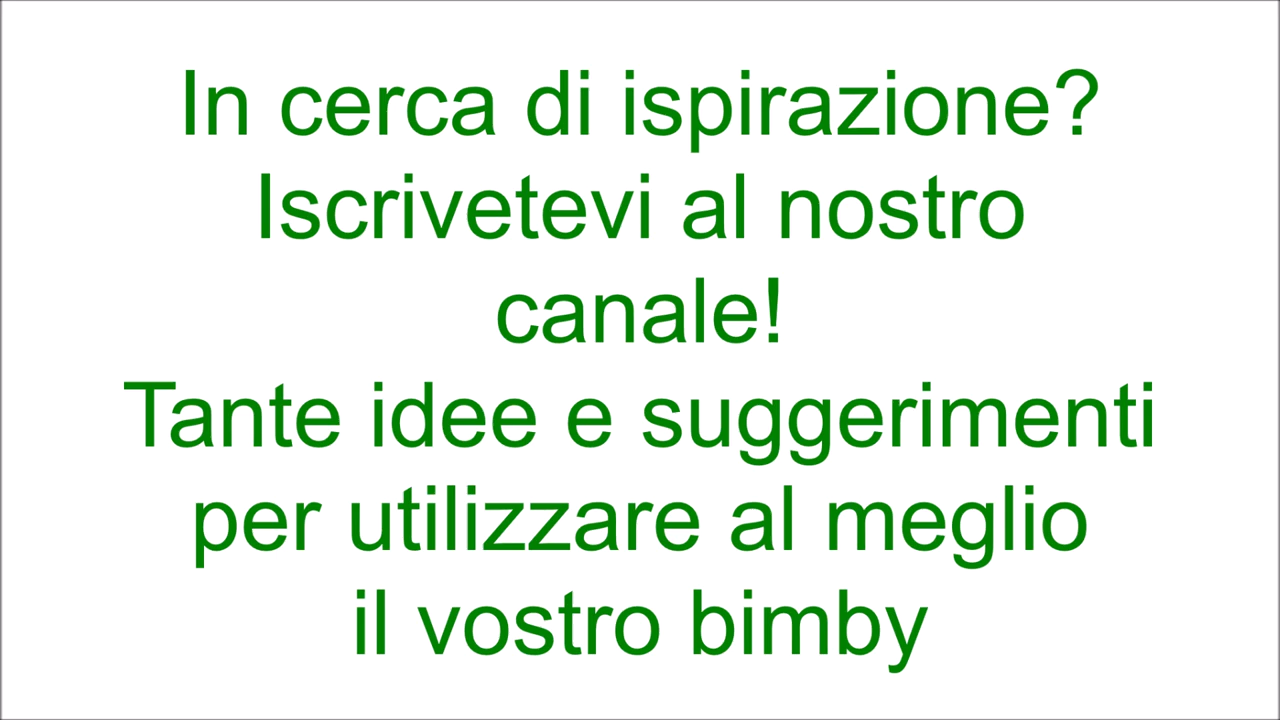 In cerca di ispirazione?
Iscrivetevi al nostro
canale!
Tante idee e suggerimenti
per utilizzare al meglio
il vostro bimby